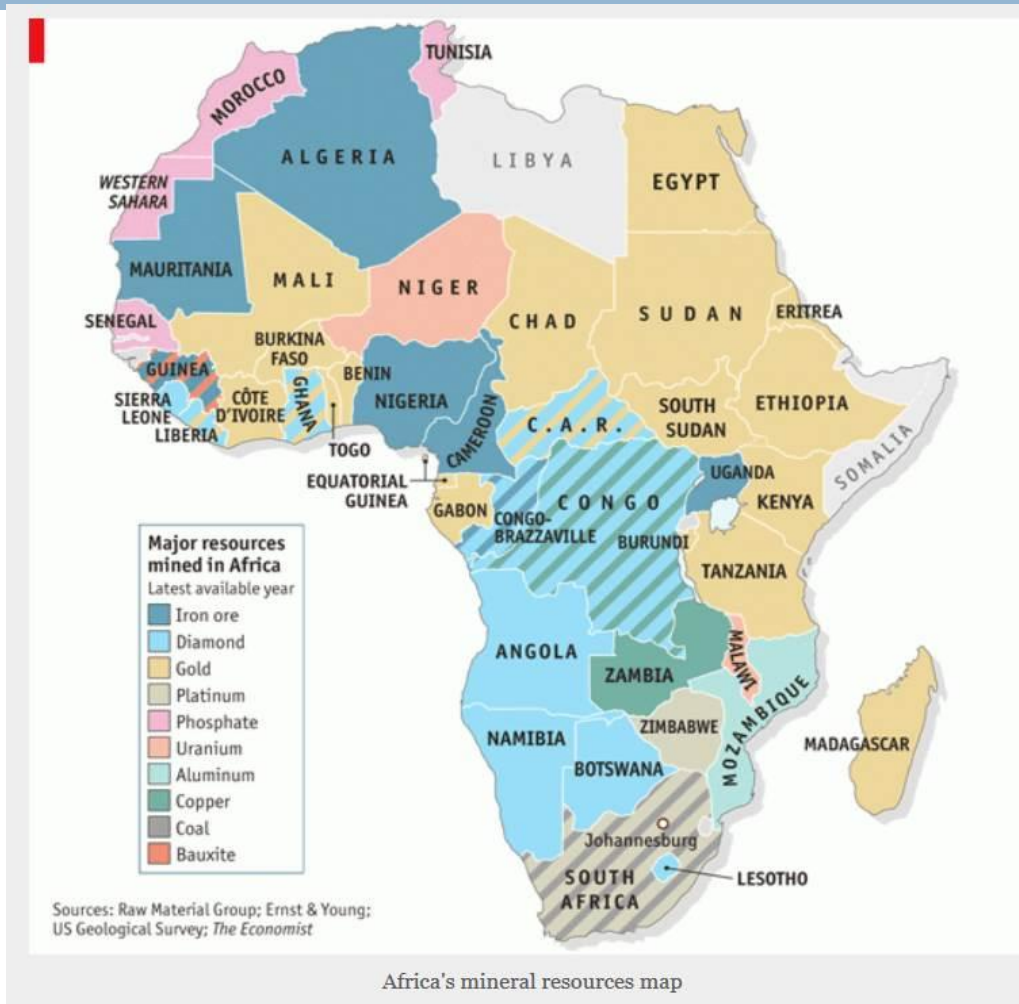 TUNISIA
MOROCCO
ALGERIA
LIBYA
EGYPT
WESTERN
SAHARA
MAURITANIA
MALI
NIGER
CHAD
SUDAN
ERITREA
SENEGAL
BURKINA
FASO
GUINEA
BENIN
NIGERIA
GHANA
SIERRA
LEONE
CÔTE
D'IVOIRE
LIBERIA
TOGO
CAMEROON
C.A.R.
SOUTH
SUDAN
ETHIOPIA
SOMALIA
EQUATORIAL
GUINEA
GABON
CONGO-
BRAZZAVILLE
CONGO
UGANDA
KENYA
BURUNDI
TANZANIA
ANGOLA
ZAMBIA
MALAWI
MOZAMBIQUE
ZIMBABWE
NAMIBIA
BOTSWANA
MADAGASCAR
Johannesburg
SOUTH
AFRICA
LESOTHO
Major resources
mined in Africa
Latest available year
Iron ore
Diamond
Gold
Platinum
Phosphate
Uranium
Aluminum
Copper
Coal
Bauxite
Sources: Raw Material Group; Ernst & Young;
US Geological Survey; The Economist
Africa's mineral resources map